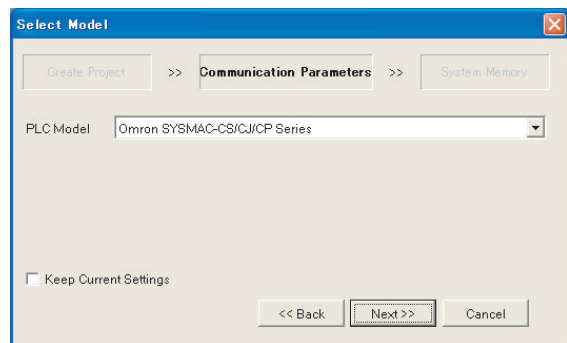 Select Model
Create Project >> Communication Parameters >> System Memory
PLC Model Omron SYSMAC-CS/CJ/CP Series
Keep Current Settings
<< Back Next >> Cancel